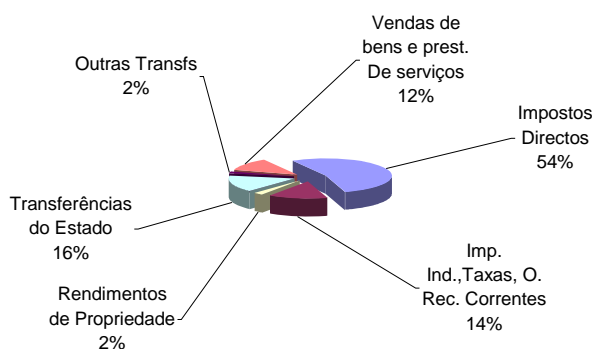 Vendas de
bens e prest.
De serviços
12%
Outras Transfs
2%
Impostos
Directos
54%
Transferências
do Estado
16%
Imp.
Ind.,Taxas, O.
Rec. Correntes
14%
Rendimentos
de Propriedade
2%